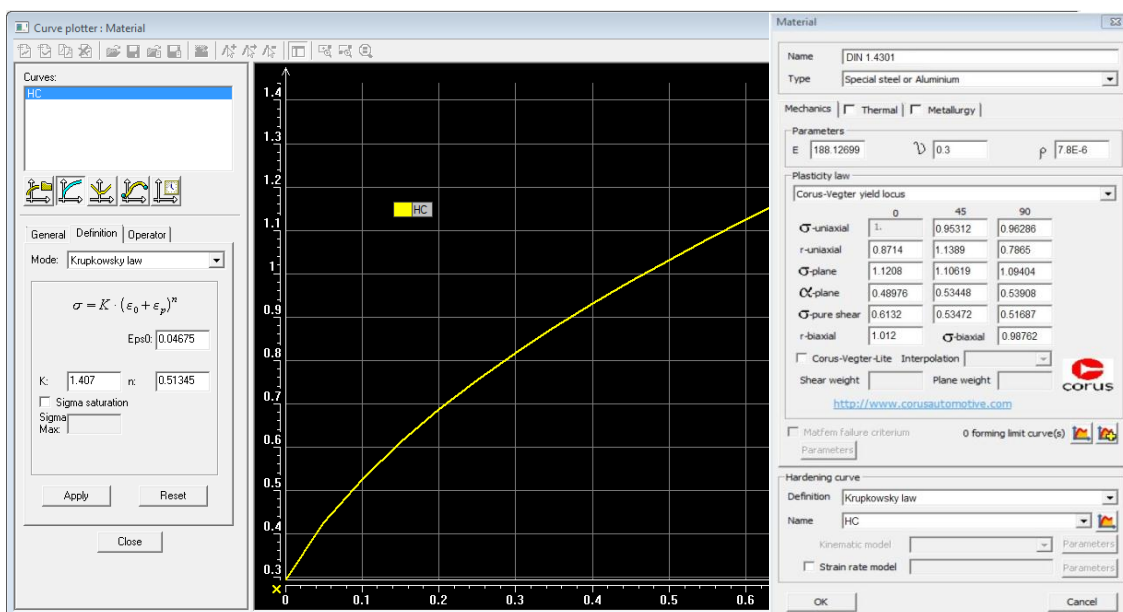 Curve plotter : Material
Curves:
HC
General Definition Operator
Mode: Krupkowsky law
σ = K · (ε₀ + εₚ)ⁿ
Eps0: 0.04675
K: 1.407 n: 0.51345
Sigma saturation
Sigma
Max:
Apply Reset
Close
1.4
1.3
1.2
1.1
1
0.9
0.8
0.7
0.6
0.5
0.4
0.3
HC
0 0.1 0.2 0.3 0.4 0.5 0.6
Material
Name DIN 1.4301
Type Special steel or Aluminium
Mechanics Thermal Metallurgy
Parameters
E 188.12699 υ 0.3 ρ 7.8E-6
Plasticity law
Corus-Vegter yield locus
0 45 90
σ-uniaxial 1. 0.95312 0.96286
r-uniaxial 0.8714 1.1389 0.7865
σ-plane 1.1208 1.10619 1.09404
α-plane 0.48976 0.53448 0.53908
σ-pure shear 0.6132 0.53472 0.51687
r-biaxial 1.012 σ-biaxial 0.98762
Corus-Vegter-Lite Interpolation
Shear weight Plane weight
corus
http://www.corusautomotive.com
Matfem failure criterium 0 forming limit curve(s)
Parameters
Hardening curve
Definition Krupkowsky law
Name HC
Kinematic model Parameters
Strain rate model Parameters
OK Cancel